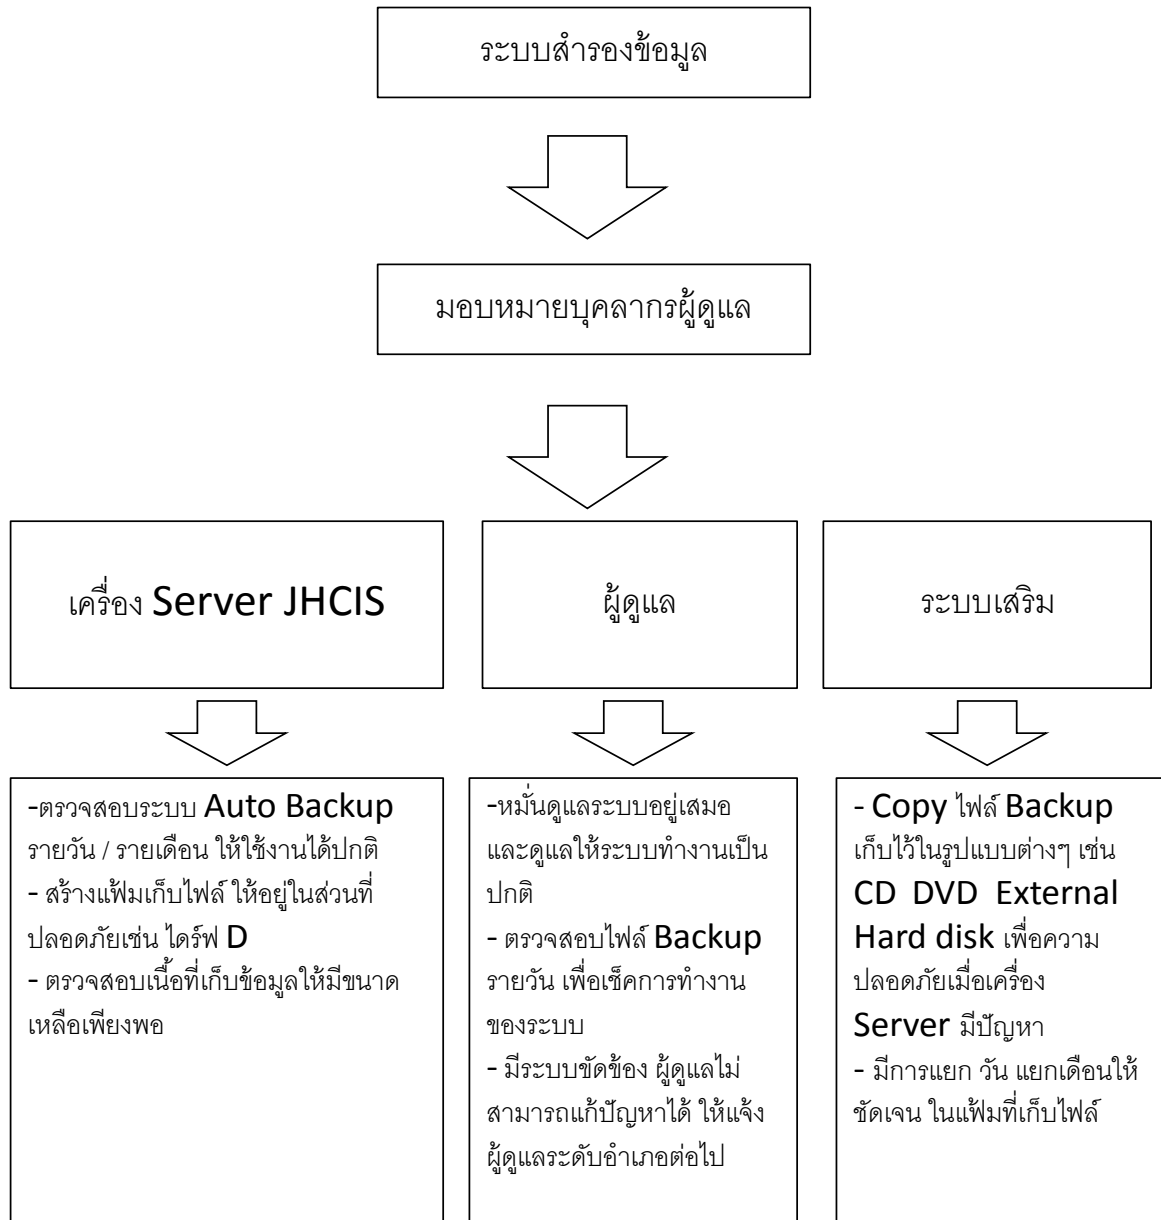 ระบบสำรองข้อมูล
มอบหมายบุคลากรผู้ดูแล
เครื่อง Server JHCIS
ผู้ดูแล
ระบบเสริม
-ตรวจสอบระบบ Auto Backup
รายวัน / รายเดือน ให้ใช้งานได้ปกติ
- สร้างแฟ้มเก็บไฟล์ ให้อยู่ในส่วนที่
ปลอดภัยเช่น ไดร์ฟ D
- ตรวจสอบเนื้อที่เก็บข้อมูลให้มีขนาด
เหลือเพียงพอ
-หมั่นดูแลระบบอยู่เสมอ
และดูแลให้ระบบทำงานเป็น
ปกติ
- ตรวจสอบไฟล์ Backup
รายวัน เพื่อเช็คการทำงาน
ของระบบ
- มีระบบขัดข้อง ผู้ดูแลไม่
สามารถแก้ปัญหาได้ ให้แจ้ง
ผู้ดูแลระดับอำเภอต่อไป
- Copy ไฟล์ Backup
เก็บไว้ในรูปแบบต่างๆ เช่น
CD DVD External
Hard disk เพื่อความ
ปลอดภัยเมื่อเครื่อง
Server มีปัญหา
- มีการแยก วัน แยกเดือนให้
ชัดเจน ในแฟ้มที่เก็บไฟล์